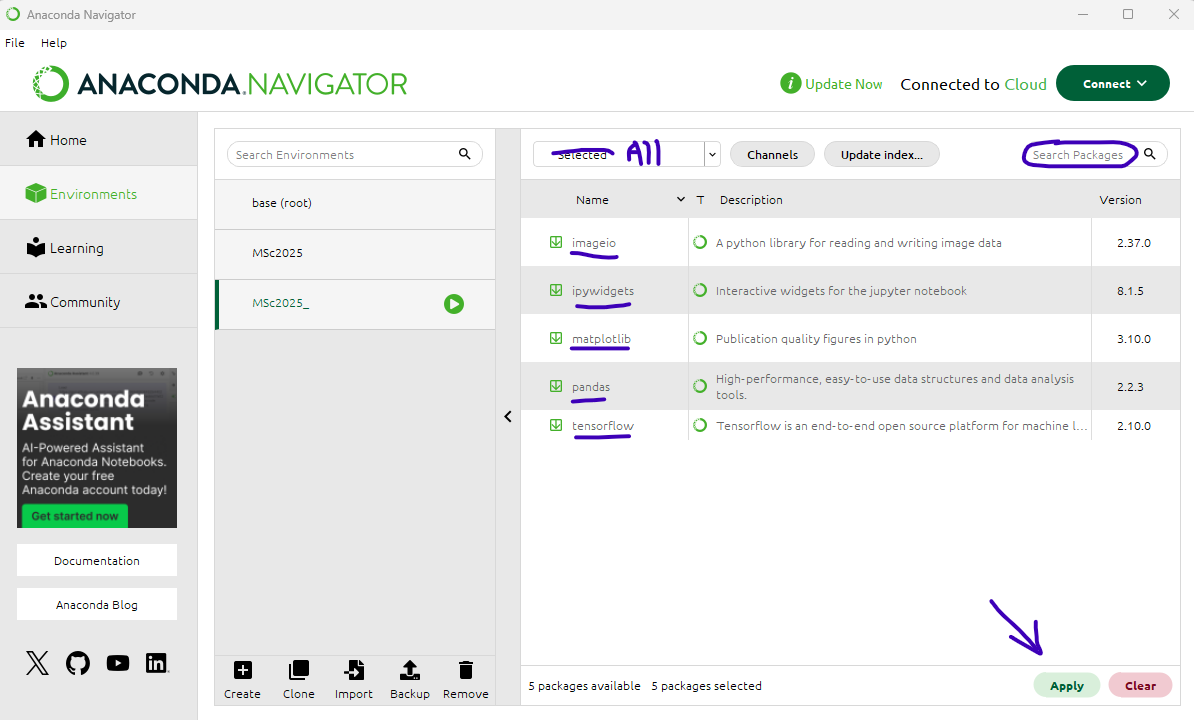 Anaconda Navigator
File Help
ANACONDA.NAVIGATOR
i Update Now Connected to Cloud Connect
Home
Environments
Learning
Community
Anaconda
Assistant
AI-Powered Assistant
for Anaconda Notebooks.
Create your free
Anaconda account today!
Get started now
Documentation
Anaconda Blog
Search Environments
base (root)
MSc2025
MSc2025_
Create Clone Import Backup Remove
Selected All Channels Update index... Search Packages
Name T Description Version
imageio A python library for reading and writing image data 2.37.0
ipywidgets Interactive widgets for the jupyter notebook 8.1.5
matplotlib Publication quality figures in python 3.10.0
pandas High-performance, easy-to-use data structures and data analysis
tools. 2.2.3
tensorflow Tensorflow is an end-to-end open source platform for machine l... 2.10.0
5 packages available 5 packages selected Apply Clear